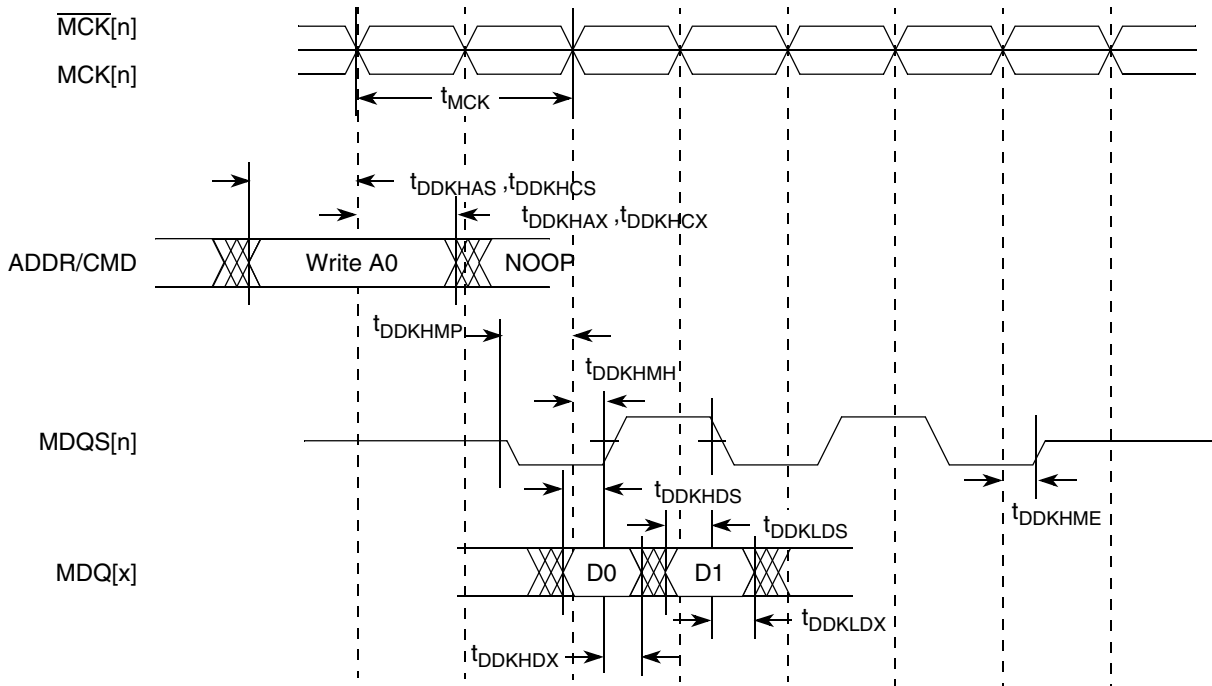 MCK[n]
MCK[n]
tMCK
tDDKHAS ,tDDKHCS
tDDKHAX ,tDDKHCX
ADDR/CMD
Write A0
NOOP
tDDKHMP
tDDKHMH
MDQS[n]
tDDKHDS
tDDKHME
tDDKLDS
MDQ[x]
D0
D1
tDDKLDX
tDDKHDX